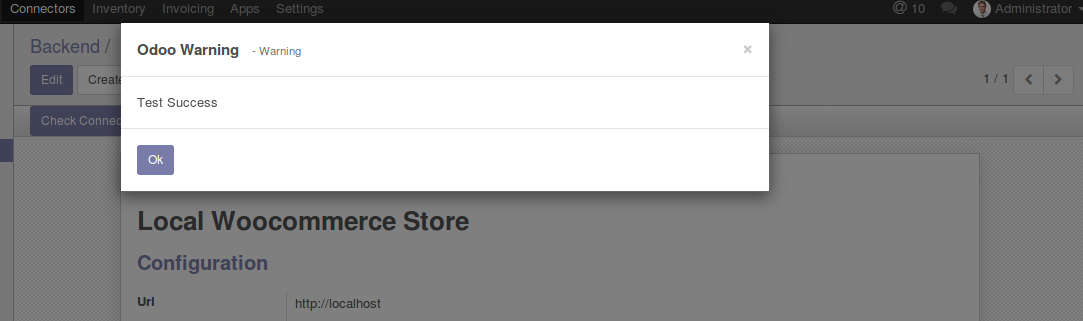 Connectors Inventory Invoicing Apps Settings @ 10 Administrator
Backend /
Edit Create 1 / 1
Check Connec
Odoo Warning - Warning ×
Test Success
Ok
Local Woocommerce Store
Configuration
Url http://localhost